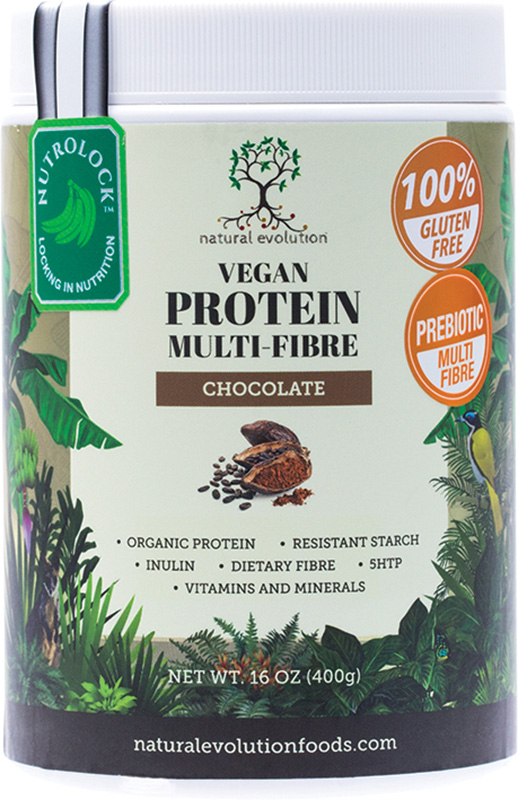 NUTROLOCK™
LOCKING IN NUTRITION
natural evolution™
100%
GLUTEN
FREE
VEGAN
PROTEIN
MULTI-FIBRE
PREBIOTIC
MULTI
FIBRE
CHOCOLATE
• ORGANIC PROTEIN • RESISTANT STARCH
• INULIN • DIETARY FIBRE • 5HTP
• VITAMINS AND MINERALS
NET WT. 16 OZ (400g)
naturalevolutionfoods.com